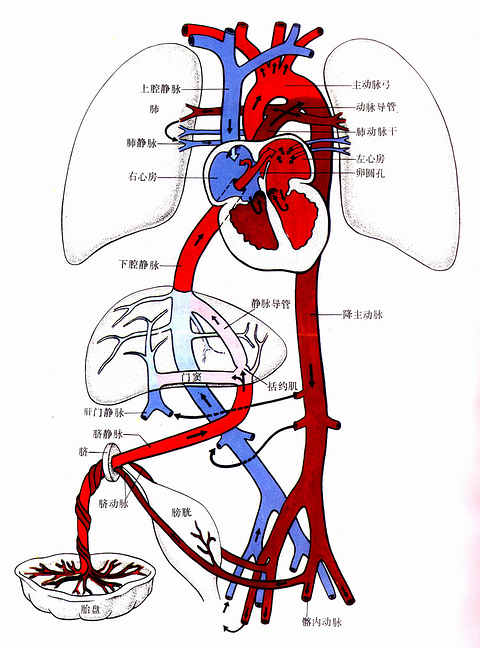 上腔静脉
主动脉弓
肺
动脉导管
肺动脉干
肺静脉
左心房
右心房
卵圆孔
下腔静脉
静脉导管
降主动脉
门窦
括约肌
肝门静脉
脐静脉
脐
脐动脉
膀胱
胎盘
髂内动脉